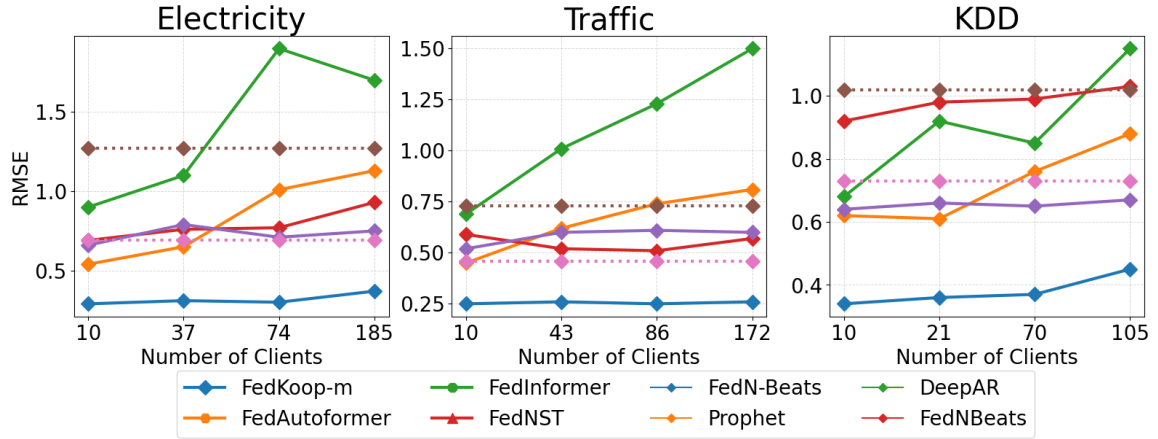 Electricity
Traffic
KDD
RMSE
1.5
1.0
0.5
10 37 74 185
Number of Clients
1.50
1.25
1.00
0.75
0.50
0.25
10 43 86 172
Number of Clients
1.0
0.8
0.6
0.4
10 21 70 105
Number of Clients
FedKoop-m FedInformer FedN-Beats DeepAR
FedAutoformer FedNST Prophet FedNBeats